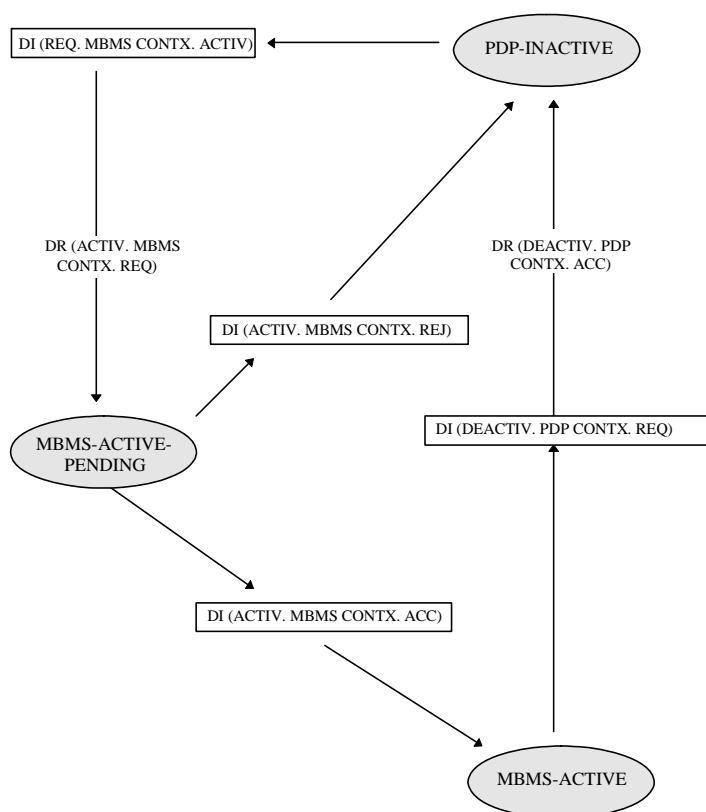 DI (REQ. MBMS CONTX. ACTIV)
PDP-INACTIVE
DR (ACTIV. MBMS
CONTX. REQ)
DR (DEACTIV. PDP
CONTX. ACC)
DI (ACTIV. MBMS CONTX. REJ)
DI (DEACTIV. PDP CONTX. REQ)
MBMS-ACTIVE-
PENDING
DI (ACTIV. MBMS CONTX. ACC)
MBMS-ACTIVE